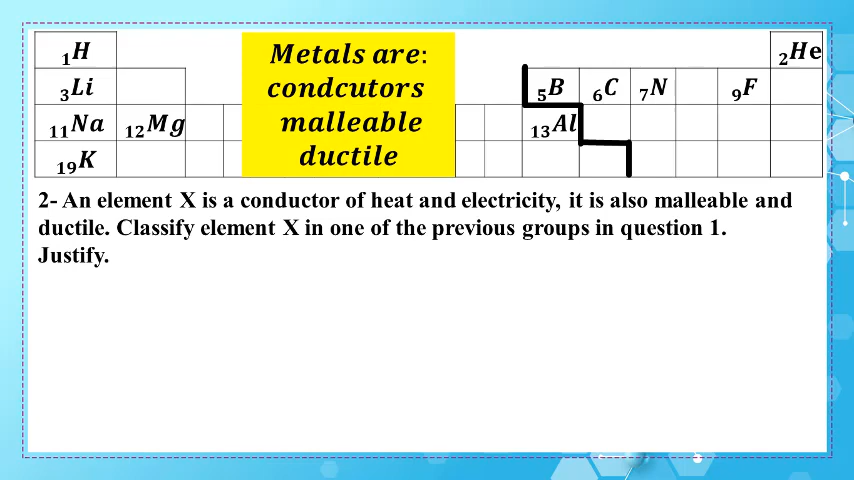 ₁H ₂He
Metals are:
condcutors
malleable
ductile
₃Li ₅B ₆C ₇N ₉F
₁₁Na ₁₂Mg ₁₃Al
₁₉K
2- An element X is a conductor of heat and electricity, it is also malleable and
ductile. Classify element X in one of the previous groups in question 1.
Justify.